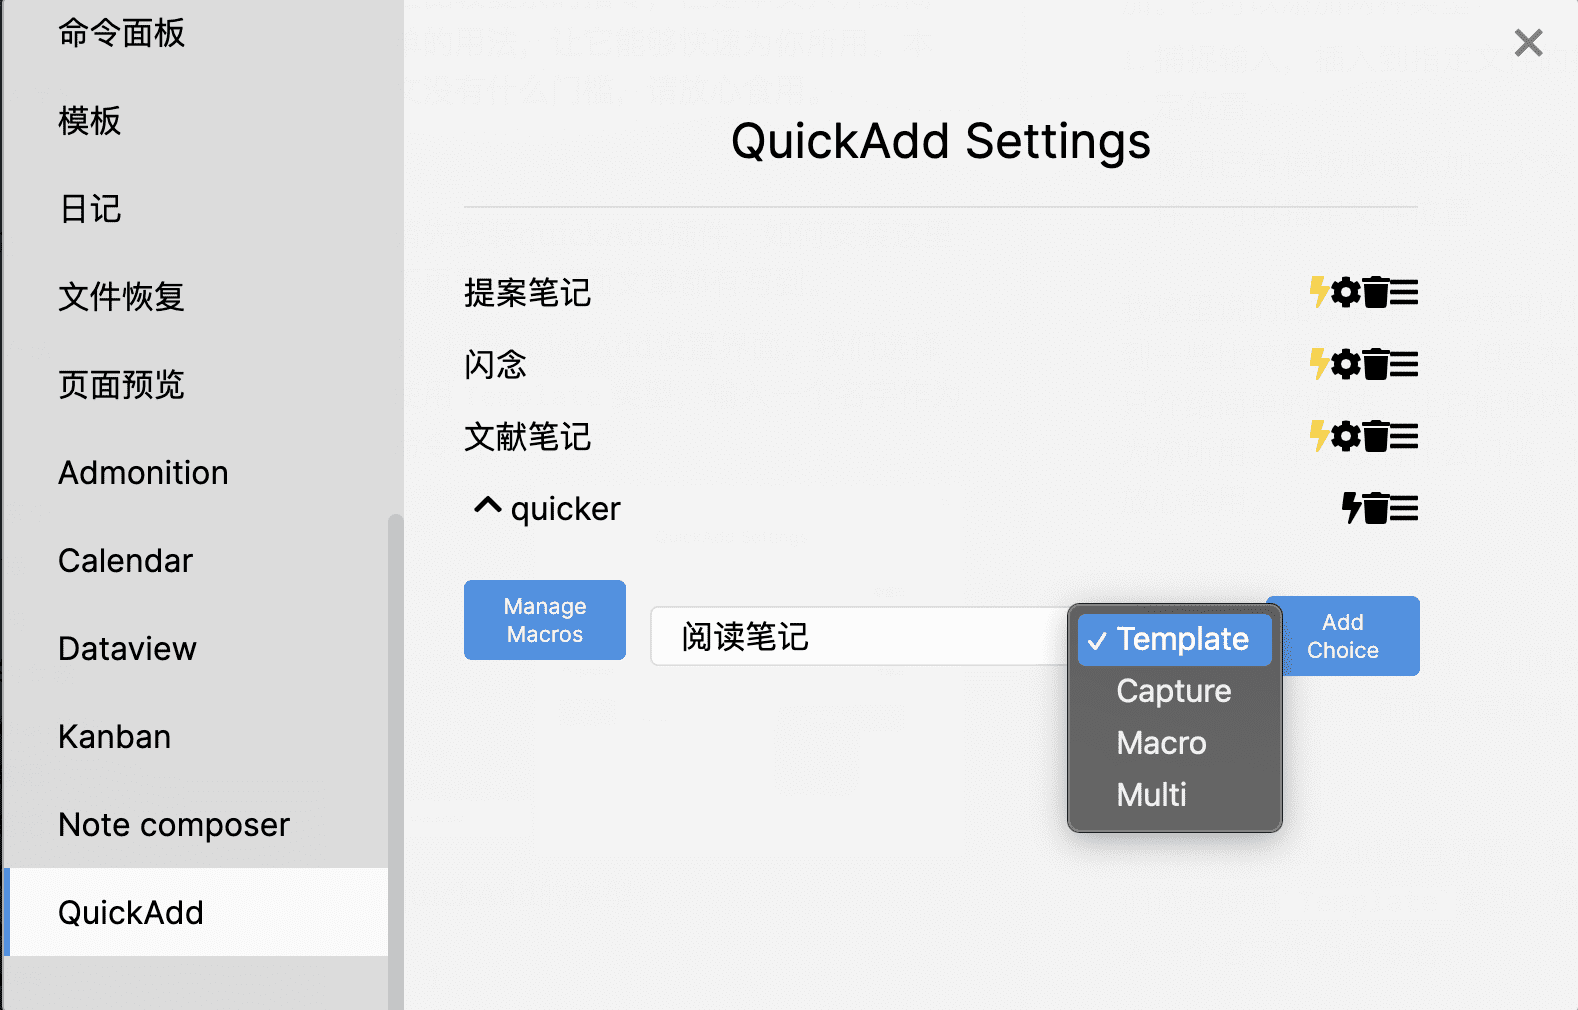 命令面板
模板
日记
文件恢复
页面预览
Admonition
Calendar
Dataview
Kanban
Note composer
QuickAdd
QuickAdd Settings
提案笔记
闪念
文献笔记
quicker
Manage
Macros
阅读笔记
Template
Capture
Macro
Multi
Add
Choice